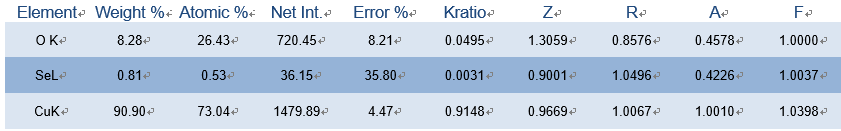 Element Weight % Atomic % Net Int. Error % Kratio Z R A F
O K 8.28 26.43 720.45 8.21 0.0495 1.3059 0.8576 0.4578 1.0000
SeL 0.81 0.53 36.15 35.80 0.0031 0.9001 1.0496 0.4226 1.0037
CuK 90.90 73.04 1479.89 4.47 0.9148 0.9669 1.0067 1.0010 1.0398